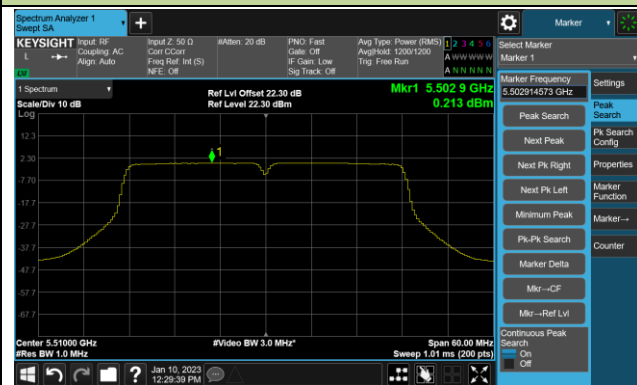 Spectrum Analyzer 1
Swept SA
Marker
KEYSIGHT
L
Input: RF
Coupling: AC
Align: Auto
Input Z: 50 Ω
Corr CCorr
Freq Ref: Int (S)
NFE: Off
#Atten: 20 dB
PNO: Fast
Gate: Off
IF Gain: Low
Sig Track: Off
Avg Type: Power (RMS)
Avg|Hold: 1200/1200
Trig: Free Run
1 2 3 4 5 6
A W W W W W
A N N N N N
Select Marker
Marker 1
1 Spectrum
Scale/Div 10 dB
Log
Ref Lvl Offset 22.30 dB
Ref Level 22.30 dBm
Mkr1 5.502 9 GHz
0.213 dBm
12.3
2.30
-7.70
-17.7
-27.7
-37.7
-47.7
-57.7
-67.7
1
Center 5.51000 GHz
#Res BW 1.0 MHz
#Video BW 3.0 MHz*
Span 60.00 MHz
Sweep 1.01 ms (200 pts)
Marker Frequency
5.502914573 GHz
Peak Search
Next Peak
Next Pk Right
Next Pk Left
Minimum Peak
Pk-Pk Search
Marker Delta
Mkr→CF
Mkr→Ref Lvl
Continuous Peak
Search
On
Off
Settings
Peak
Search
Pk Search
Config
Properties
Marker
Function
Marker→
Counter
Jan 10, 2023
12:29:39 PM